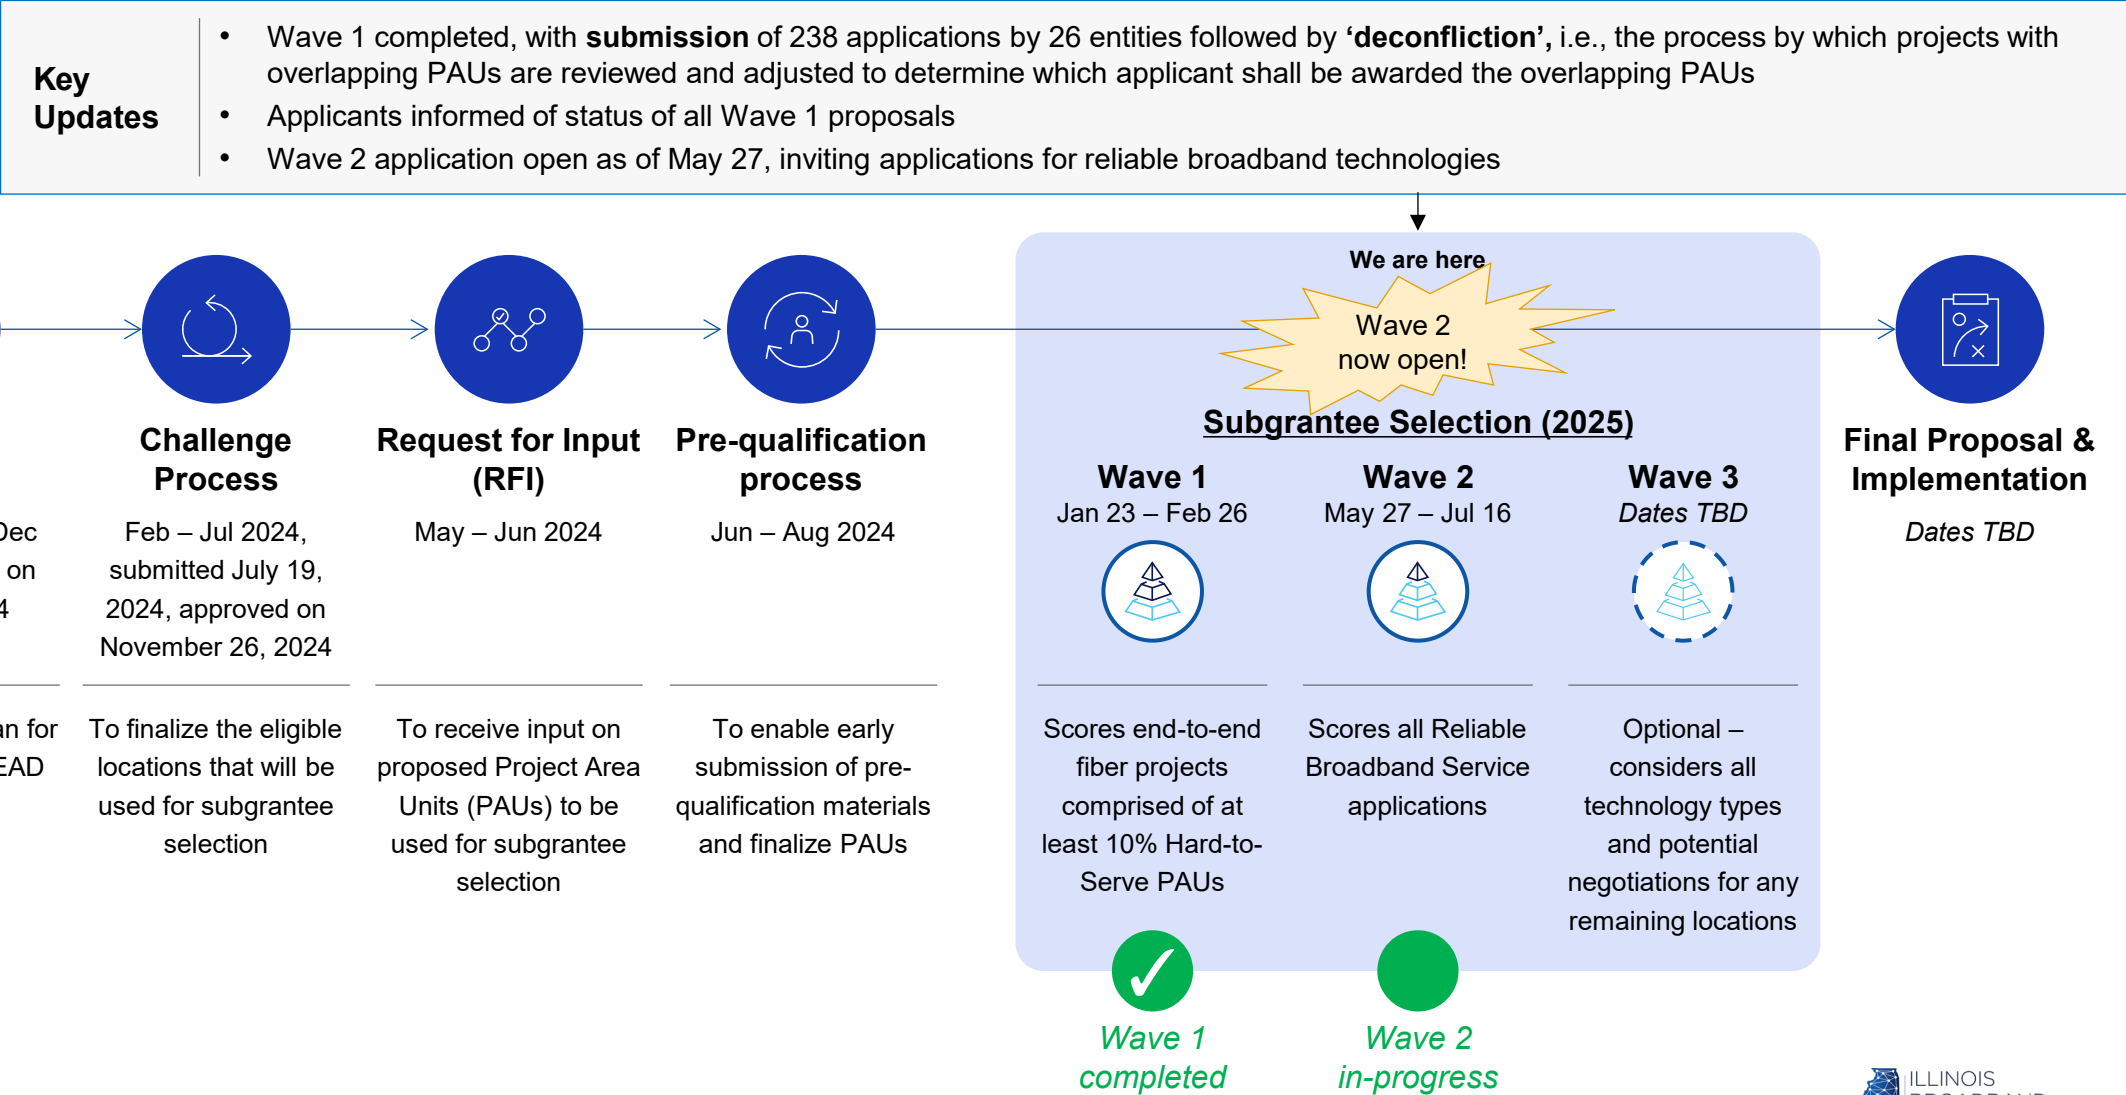 Key
Updates
• Wave 1 completed, with submission of 238 applications by 26 entities followed by ‘deconfliction’, i.e., the process by which projects with
overlapping PAUs are reviewed and adjusted to determine which applicant shall be awarded the overlapping PAUs
• Applicants informed of status of all Wave 1 proposals
• Wave 2 application open as of May 27, inviting applications for reliable broadband technologies
We are here
Wave 2
now open!
Dec
on
4
an for
EAD
Challenge
Process
Feb – Jul 2024,
submitted July 19,
2024, approved on
November 26, 2024
To finalize the eligible
locations that will be
used for subgrantee
selection
Request for Input
(RFI)
May – Jun 2024
To receive input on
proposed Project Area
Units (PAUs) to be
used for subgrantee
selection
Pre-qualification
process
Jun – Aug 2024
To enable early
submission of pre-
qualification materials
and finalize PAUs
Subgrantee Selection (2025)
Wave 1
Jan 23 – Feb 26
Scores end-to-end
fiber projects
comprised of at
least 10% Hard-to-
Serve PAUs
✓
Wave 1
completed
Wave 2
May 27 – Jul 16
Scores all Reliable
Broadband Service
applications
Wave 2
in-progress
Wave 3
Dates TBD
Optional –
considers all
technology types
and potential
negotiations for any
remaining locations
Final Proposal &
Implementation
Dates TBD
ILLINOIS